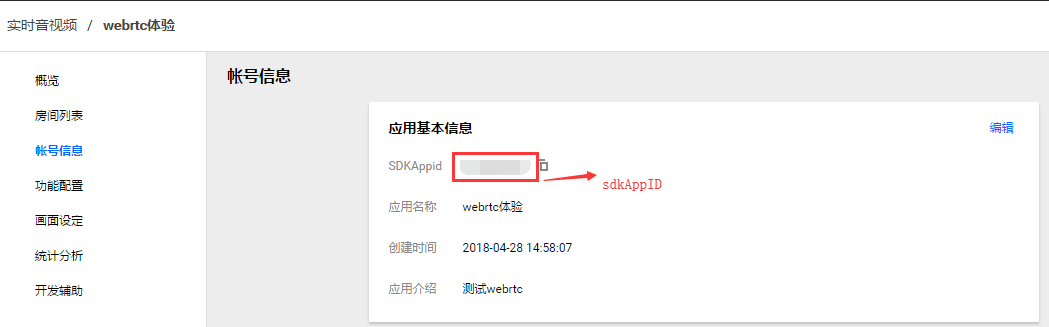 实时音视频 / webrtc体验
概览
房间列表
帐号信息
功能配置
画面设定
统计分析
开发辅助
帐号信息
应用基本信息 编辑
SDKAppid
sdkAppID
应用名称 webrtc体验
创建时间 2018-04-28 14:58:07
应用介绍 测试webrtc